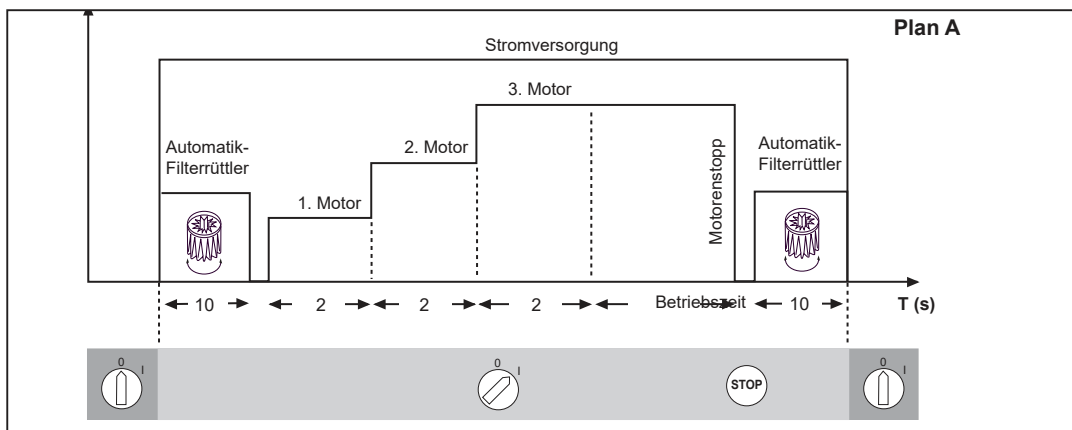 Plan A
Stromversorgung
3. Motor
Automatik-
Filterrüttler
2. Motor
1. Motor
Motorenstopp
Automatik-
Filterrüttler
10
2
2
2
Betriebszeit
10
T (s)
0
I
0
I
STOP
0
I